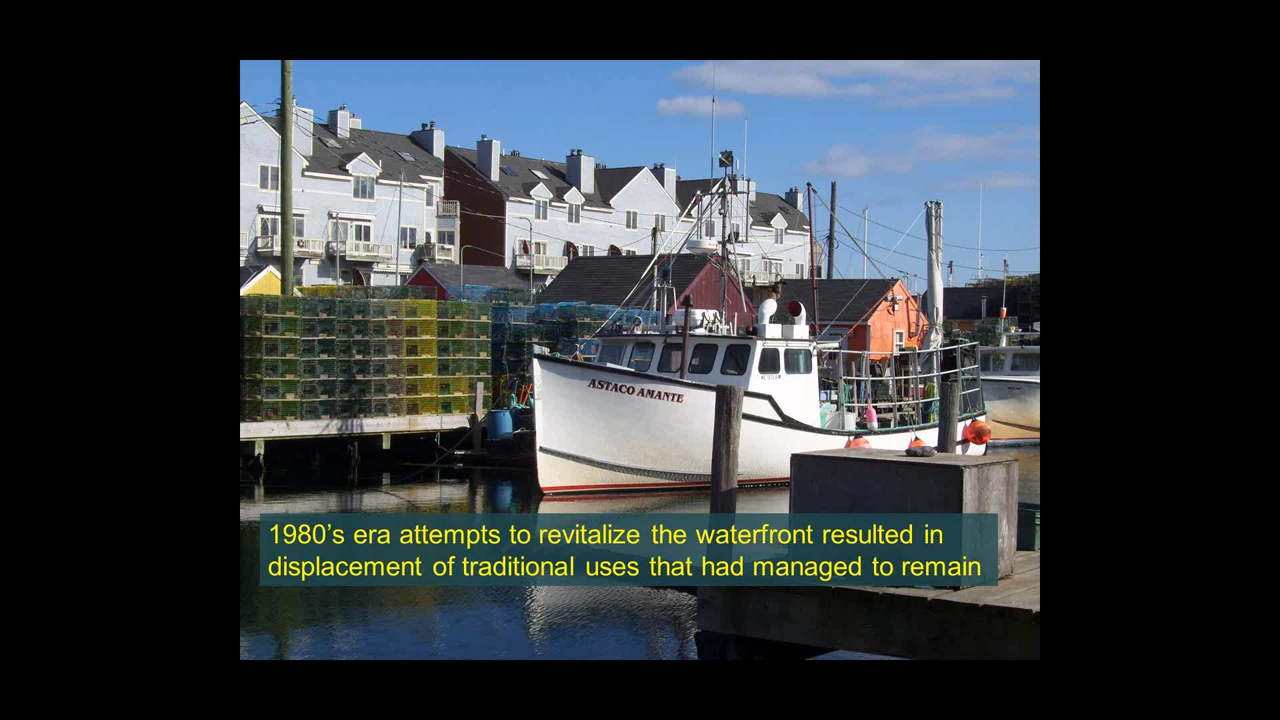 ASTACO AMANTE
1980’s era attempts to revitalize the waterfront resulted in
displacement of traditional uses that had managed to remain